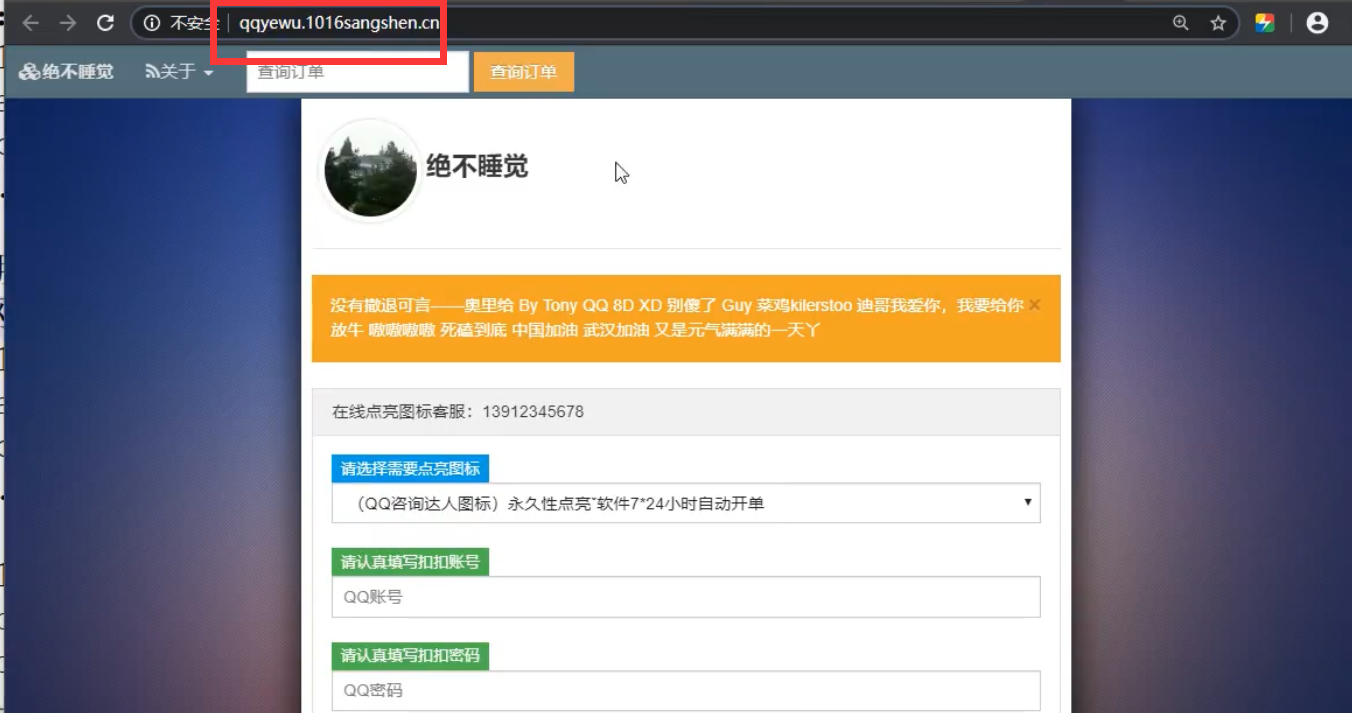 不安全 qqyewu.1016sangshen.cn
绝不睡觉 关于 查询订单 查询订单
绝不睡觉
没有撤退可言——奥里给 By Tony QQ 8D XD 别傻了 Guy 菜鸡kilerstoo 迪哥我爱你，我要给你
放牛 嗷嗷嗷嗷 死磕到底 中国加油 武汉加油 又是元气满满的一天丫
在线点亮图标客服：13912345678
请选择需要点亮图标
（QQ咨询达人图标）永久性点亮*软件7*24小时自动开单
请认真填写扣扣账号
QQ账号
请认真填写扣扣密码
QQ密码